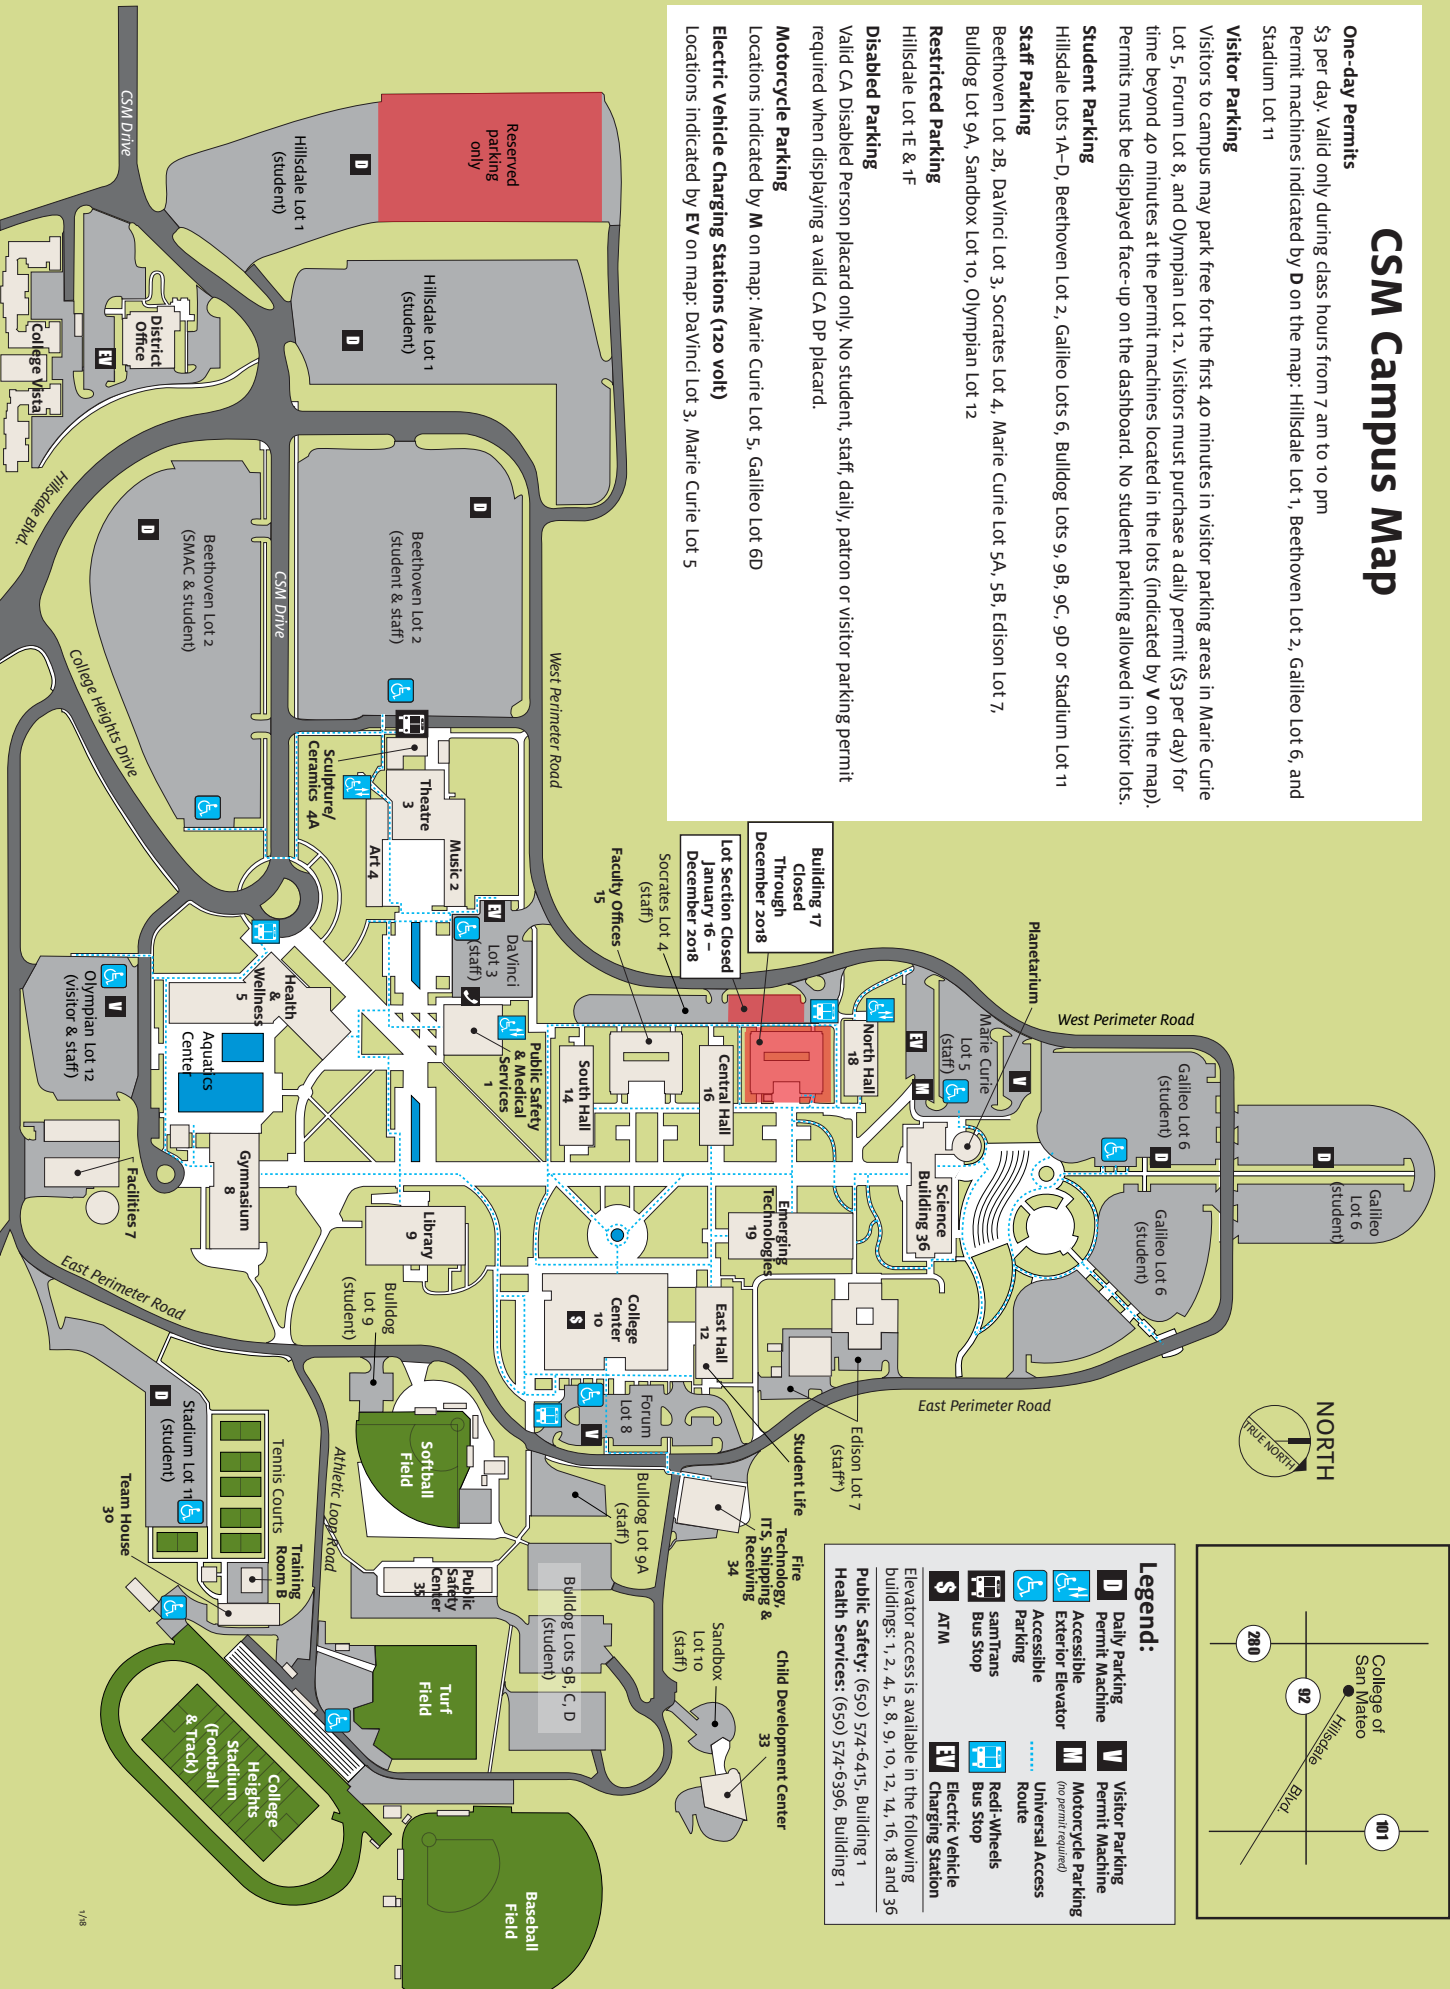 CSM Campus Map
One-day Permits
$3 per day. Valid only during class hours from 7 am to 10 pm
Permit machines indicated by D on the map: Hillsdale Lot 1, Beethoven Lot 2, Galileo Lot 6, and
Stadium Lot 11
Visitor Parking
Visitors to campus may park free for the first 40 minutes in visitor parking areas in Marie Curie
Lot 5, Forum Lot 8, and Olympian Lot 12. Visitors must purchase a daily permit ($3 per day) for
time beyond 40 minutes at the permit machines located in the lots (indicated by V on the map).
Permits must be displayed face-up on the dashboard. No student parking allowed in visitor lots.
Student Parking
Hillsdale Lots 1A–D, Beethoven Lot 2, Galileo Lots 6, Bulldog Lots 9, 9B, 9C, 9D or Stadium Lot 11
Staff Parking
Beethoven Lot 2B, DaVinci Lot 3, Socrates Lot 4, Marie Curie Lot 5A, 5B, Edison Lot 7,
Bulldog Lot 9A, Sandbox Lot 10, Olympian Lot 12
Restricted Parking
Hillsdale Lot 1E & 1F
Disabled Parking
Valid CA Disabled Person placard only. No student, staff, daily, patron or visitor parking permit
required when displaying a valid CA DP placard.
Motorcycle Parking
Locations indicated by M on map: Marie Curie Lot 5, Galileo Lot 6D
Electric Vehicle Charging Stations (120 volt)
Locations indicated by EV on map: DaVinci Lot 3, Marie Curie Lot 5
NORTH
TRUE NORTH
College of
San Mateo
Hillsdale
Blvd.
280
92
101
Legend:
D
Daily Parking
Permit Machine
Accessible
Exterior Elevator
Accessible
Parking
samTrans
Bus Stop
$
ATM
V
Visitor Parking
Permit Machine
M
Motorcycle Parking
(no permit required)
Universal Access
Route
Redi-Wheels
Bus Stop
EV
Electric Vehicle
Charging Station
Elevator access is available in the following
buildings: 1, 2, 4, 5, 8, 9, 10, 12, 14, 16, 18 and 36
Public Safety: (650) 574-6415, Building 1
Health Services: (650) 574-6396, Building 1
Reserved
parking
only
D
Hillsdale Lot 1
(student)
CSM Drive
Hillsdale Lot 1
(student)
D
District
Office
EV
College Vista
Hillsdale Blvd.
D
Beethoven Lot 2
(student & staff)
CSM Drive
D
Beethoven Lot 2
(SMAC & student)
College Heights Drive
West Perimeter Road
Sculpture/
Ceramics 4A
Theatre
3
Music 2
Art 4
EV
DaVinci
Lot 3
(staff)
Building 17
Closed
Through
December 2018
Lot Section Closed
January 16 –
December 2018
Socrates Lot 4
(staff)
Faculty Offices
15
Planetarium
West Perimeter Road
Marie Curie
Lot 5
(staff)
EV
M
V
North Hall
18
Central Hall
16
South Hall
14
Public Safety
& Medical
Services
1
Health
&
Wellness
5
Aquatics
Center
Olympian Lot 12
(visitor & staff)
V
Facilities 7
Gymnasium
8
Library
9
Emerging
Technologies
19
Science
Building 36
Galileo Lot 6
(student)
D
D
Galileo
Lot 6
(student)
Galileo Lot 6
(student)
College
Center
10
$
East Hall
12
Forum
Lot 8
V
Student Life
Edison Lot 7
(staff*)
East Perimeter Road
East Perimeter Road
Bulldog
Lot 9
(student)
Softball
Field
Bulldog Lot 9A
(staff)
Fire
Technology,
ITS, Shipping &
Receiving
34
D
Stadium Lot 11
(student)
Tennis Courts
Athletic Loop Road
Team House
30
Training
Room B
Public
Safety
Center
35
Bulldog Lots 9B, C, D
(student)
Sandbox
Lot 10
(staff)
Child Development Center
33
Turf
Field
College
Heights
Stadium
(Football
& Track)
Baseball
Field
1/18